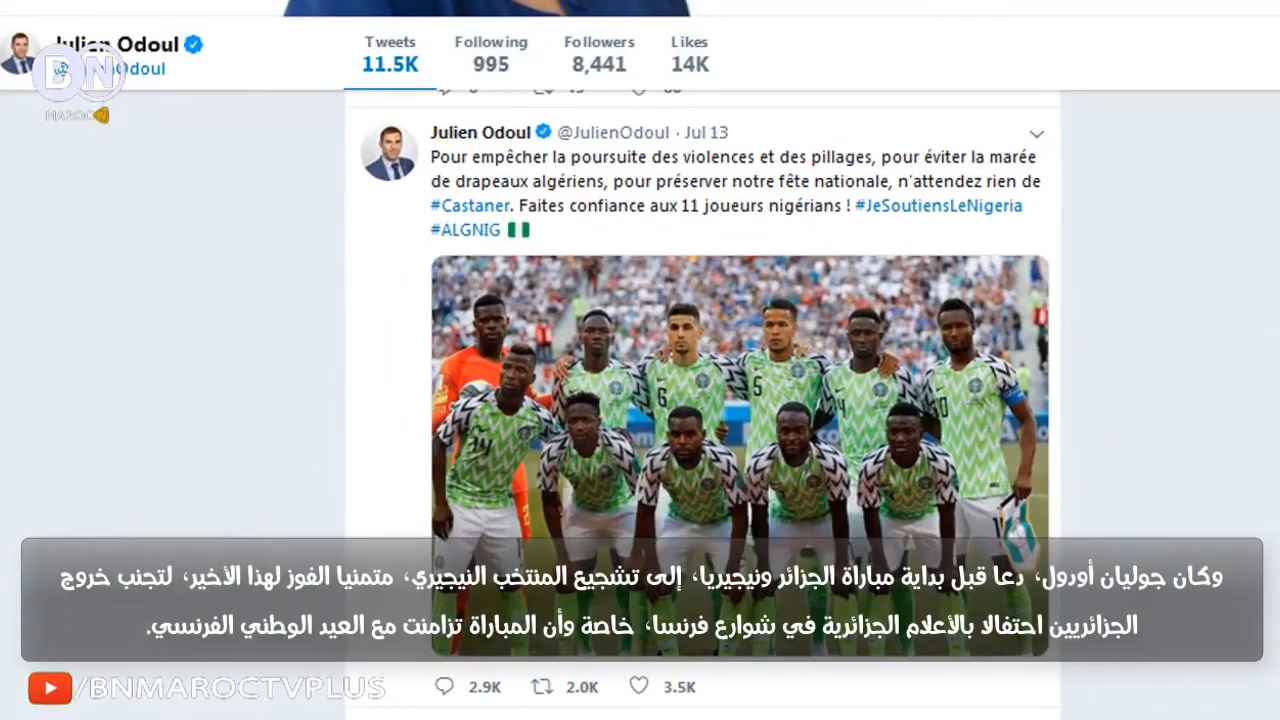 Julien Odoul
Tweets
11.5K
Following
995
Followers
8,441
Likes
14K
BN
MAROC
Julien Odoul @JulienOdoul · Jul 13
Pour empêcher la poursuite des violences et des pillages, pour éviter la marée
de drapeaux algériens, pour préserver notre fête nationale, n'attendez rien de
#Castaner. Faites confiance aux 11 joueurs nigérians ! #JeSoutiensLeNigeria
#ALGNIG
وكان جوليان أودول، دعا قبل بداية مباراة الجزائر ونيجيريا، إلى تشجيع المنتخب النيجيري، متمنيا الفوز لهذا الأخير، لتجنب خروج
الجزائريين احتفالا بالأعلام الجزائرية في شوارع فرنسا، خاصة وأن المباراة تزامنت مع العيد الوطني الفرنسي.
2.9K 2.0K 3.5K
/BNMAROCTVPLUS